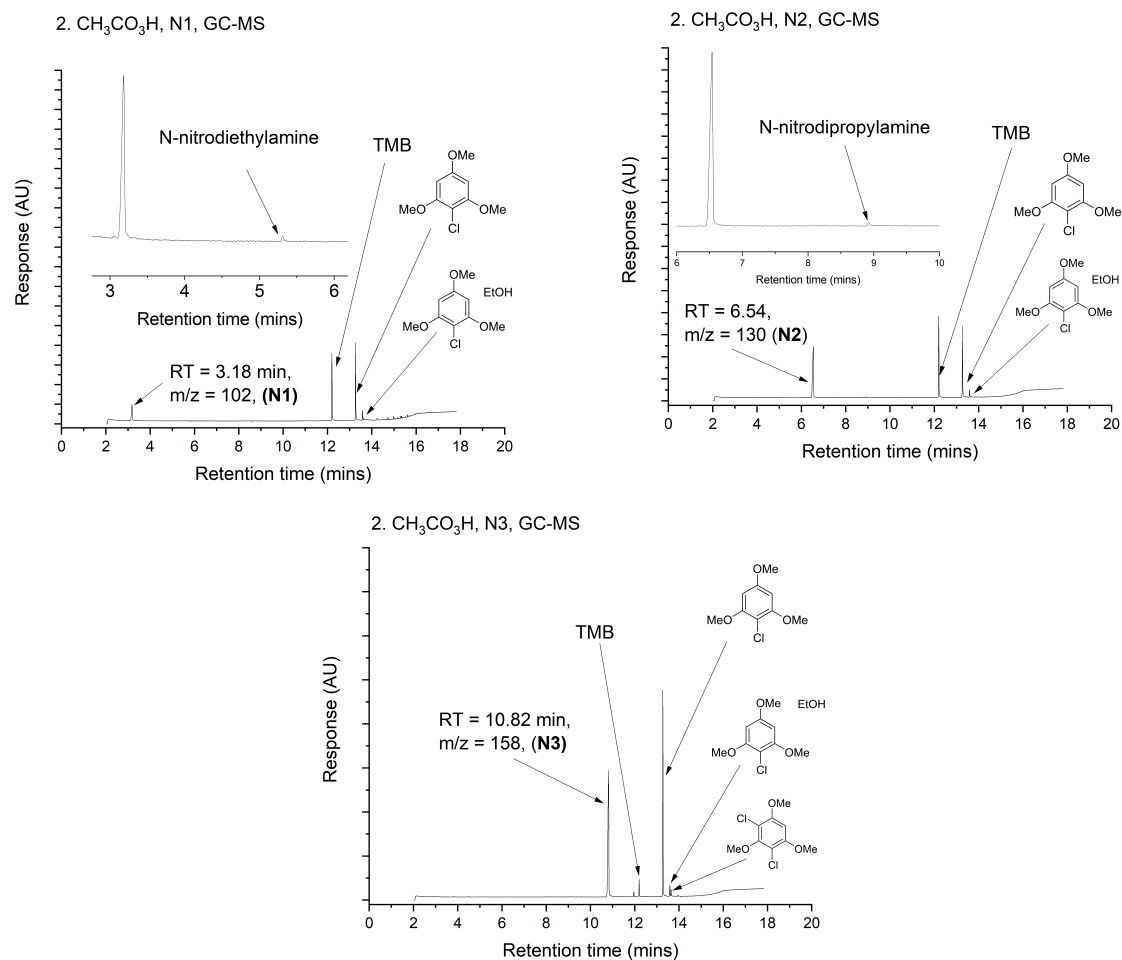 2. CH₃CO₃H, N1, GC-MS
Response (AU)
N-nitrodiethylamine
TMB
OMe
MeO
OMe
Cl
3 4 5 6
Retention time (mins)
OMe
EtOH
MeO
OMe
Cl
RT = 3.18 min,
m/z = 102, (N1)
0 2 4 6 8 10 12 14 16 18 20
Retention time (mins)
2. CH₃CO₃H, N2, GC-MS
Response (AU)
N-nitrodipropylamine
TMB
OMe
MeO
OMe
Cl
6 7 8 9 10
Retention time (mins)
OMe
EtOH
MeO
OMe
Cl
RT = 6.54,
m/z = 130 (N2)
0 2 4 6 8 10 12 14 16 18 20
Retention time (mins)
2. CH₃CO₃H, N3, GC-MS
Response (AU)
OMe
MeO
OMe
Cl
TMB
OMe
EtOH
MeO
OMe
Cl
RT = 10.82 min,
m/z = 158, (N3)
OMe
Cl
MeO
OMe
Cl
0 2 4 6 8 10 12 14 16 18 20
Retention time (mins)